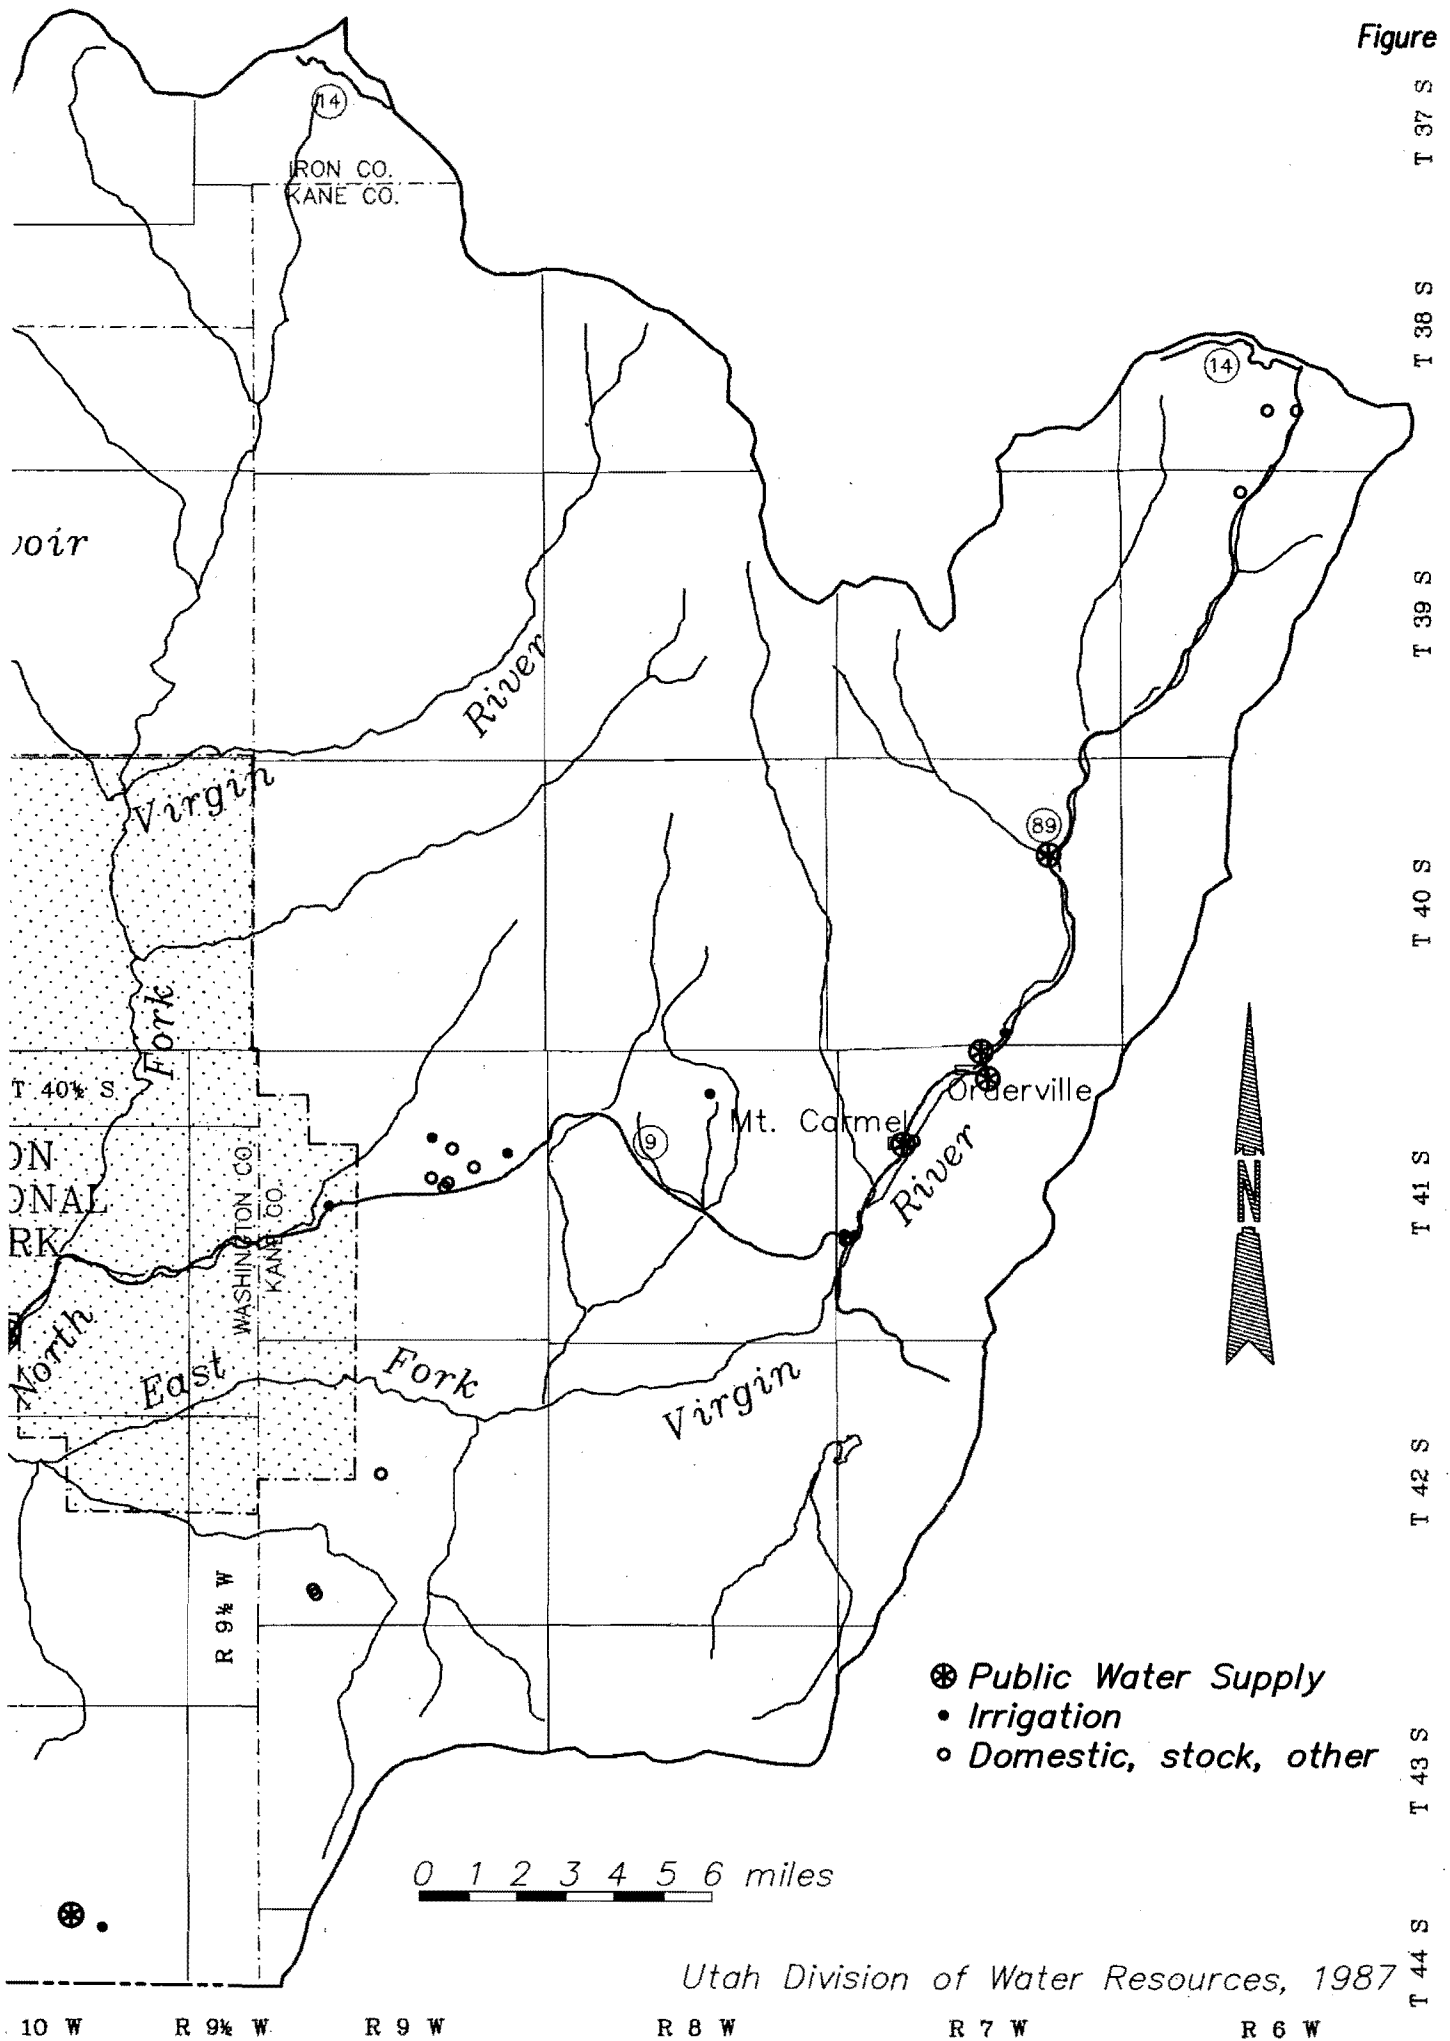 Figure
T 37 S
14
IRON CO.
KANE CO.
T 38 S
14
oir
T 39 S
River
Virgin
89
T 40 S
Fork
T 40½ S
Orderville
Mt. Carmel
9
ON
ONAL
RK
WASHINGTON CO.
KANE CO.
River
N
T 41 S
North
East
Fork
Virgin
T 42 S
R 9½ W
Public Water Supply
Irrigation
Domestic, stock, other
T 43 S
0 1 2 3 4 5 6 miles
T 44 S
Utah Division of Water Resources, 1987
10 W R 9½ W R 9 W R 8 W R 7 W R 6 W